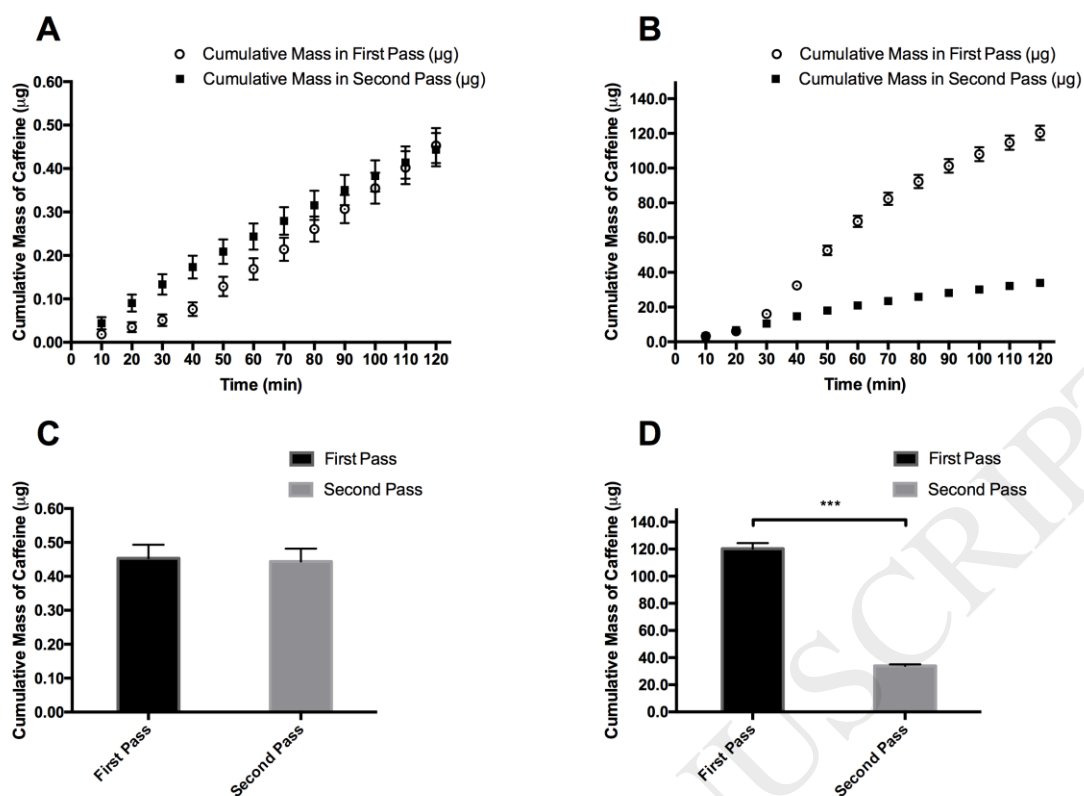 A
Cumulative Mass in First Pass (µg)
Cumulative Mass in Second Pass (µg)
Cumulative Mass of Caffeine (µg)
0.60
0.50
0.40
0.30
0.20
0.10
0.00
0 10 20 30 40 50 60 70 80 90 100 110 120
Time (min)
B
Cumulative Mass in First Pass (µg)
Cumulative Mass in Second Pass (µg)
Cumulative Mass of Caffeine (µg)
140.0
120.0
100.0
80.0
60.0
40.0
20.0
0.0
0 10 20 30 40 50 60 70 80 90 100 110 120
Time (min)
C
First Pass
Second Pass
Cumulative Mass of Caffeine (µg)
0.60
0.50
0.40
0.30
0.20
0.10
0.00
First Pass
Second Pass
D
First Pass
Second Pass
***
Cumulative Mass of Caffeine (µg)
140.0
120.0
100.0
80.0
60.0
40.0
20.0
0.0
First Pass
Second Pass
USCRIPT